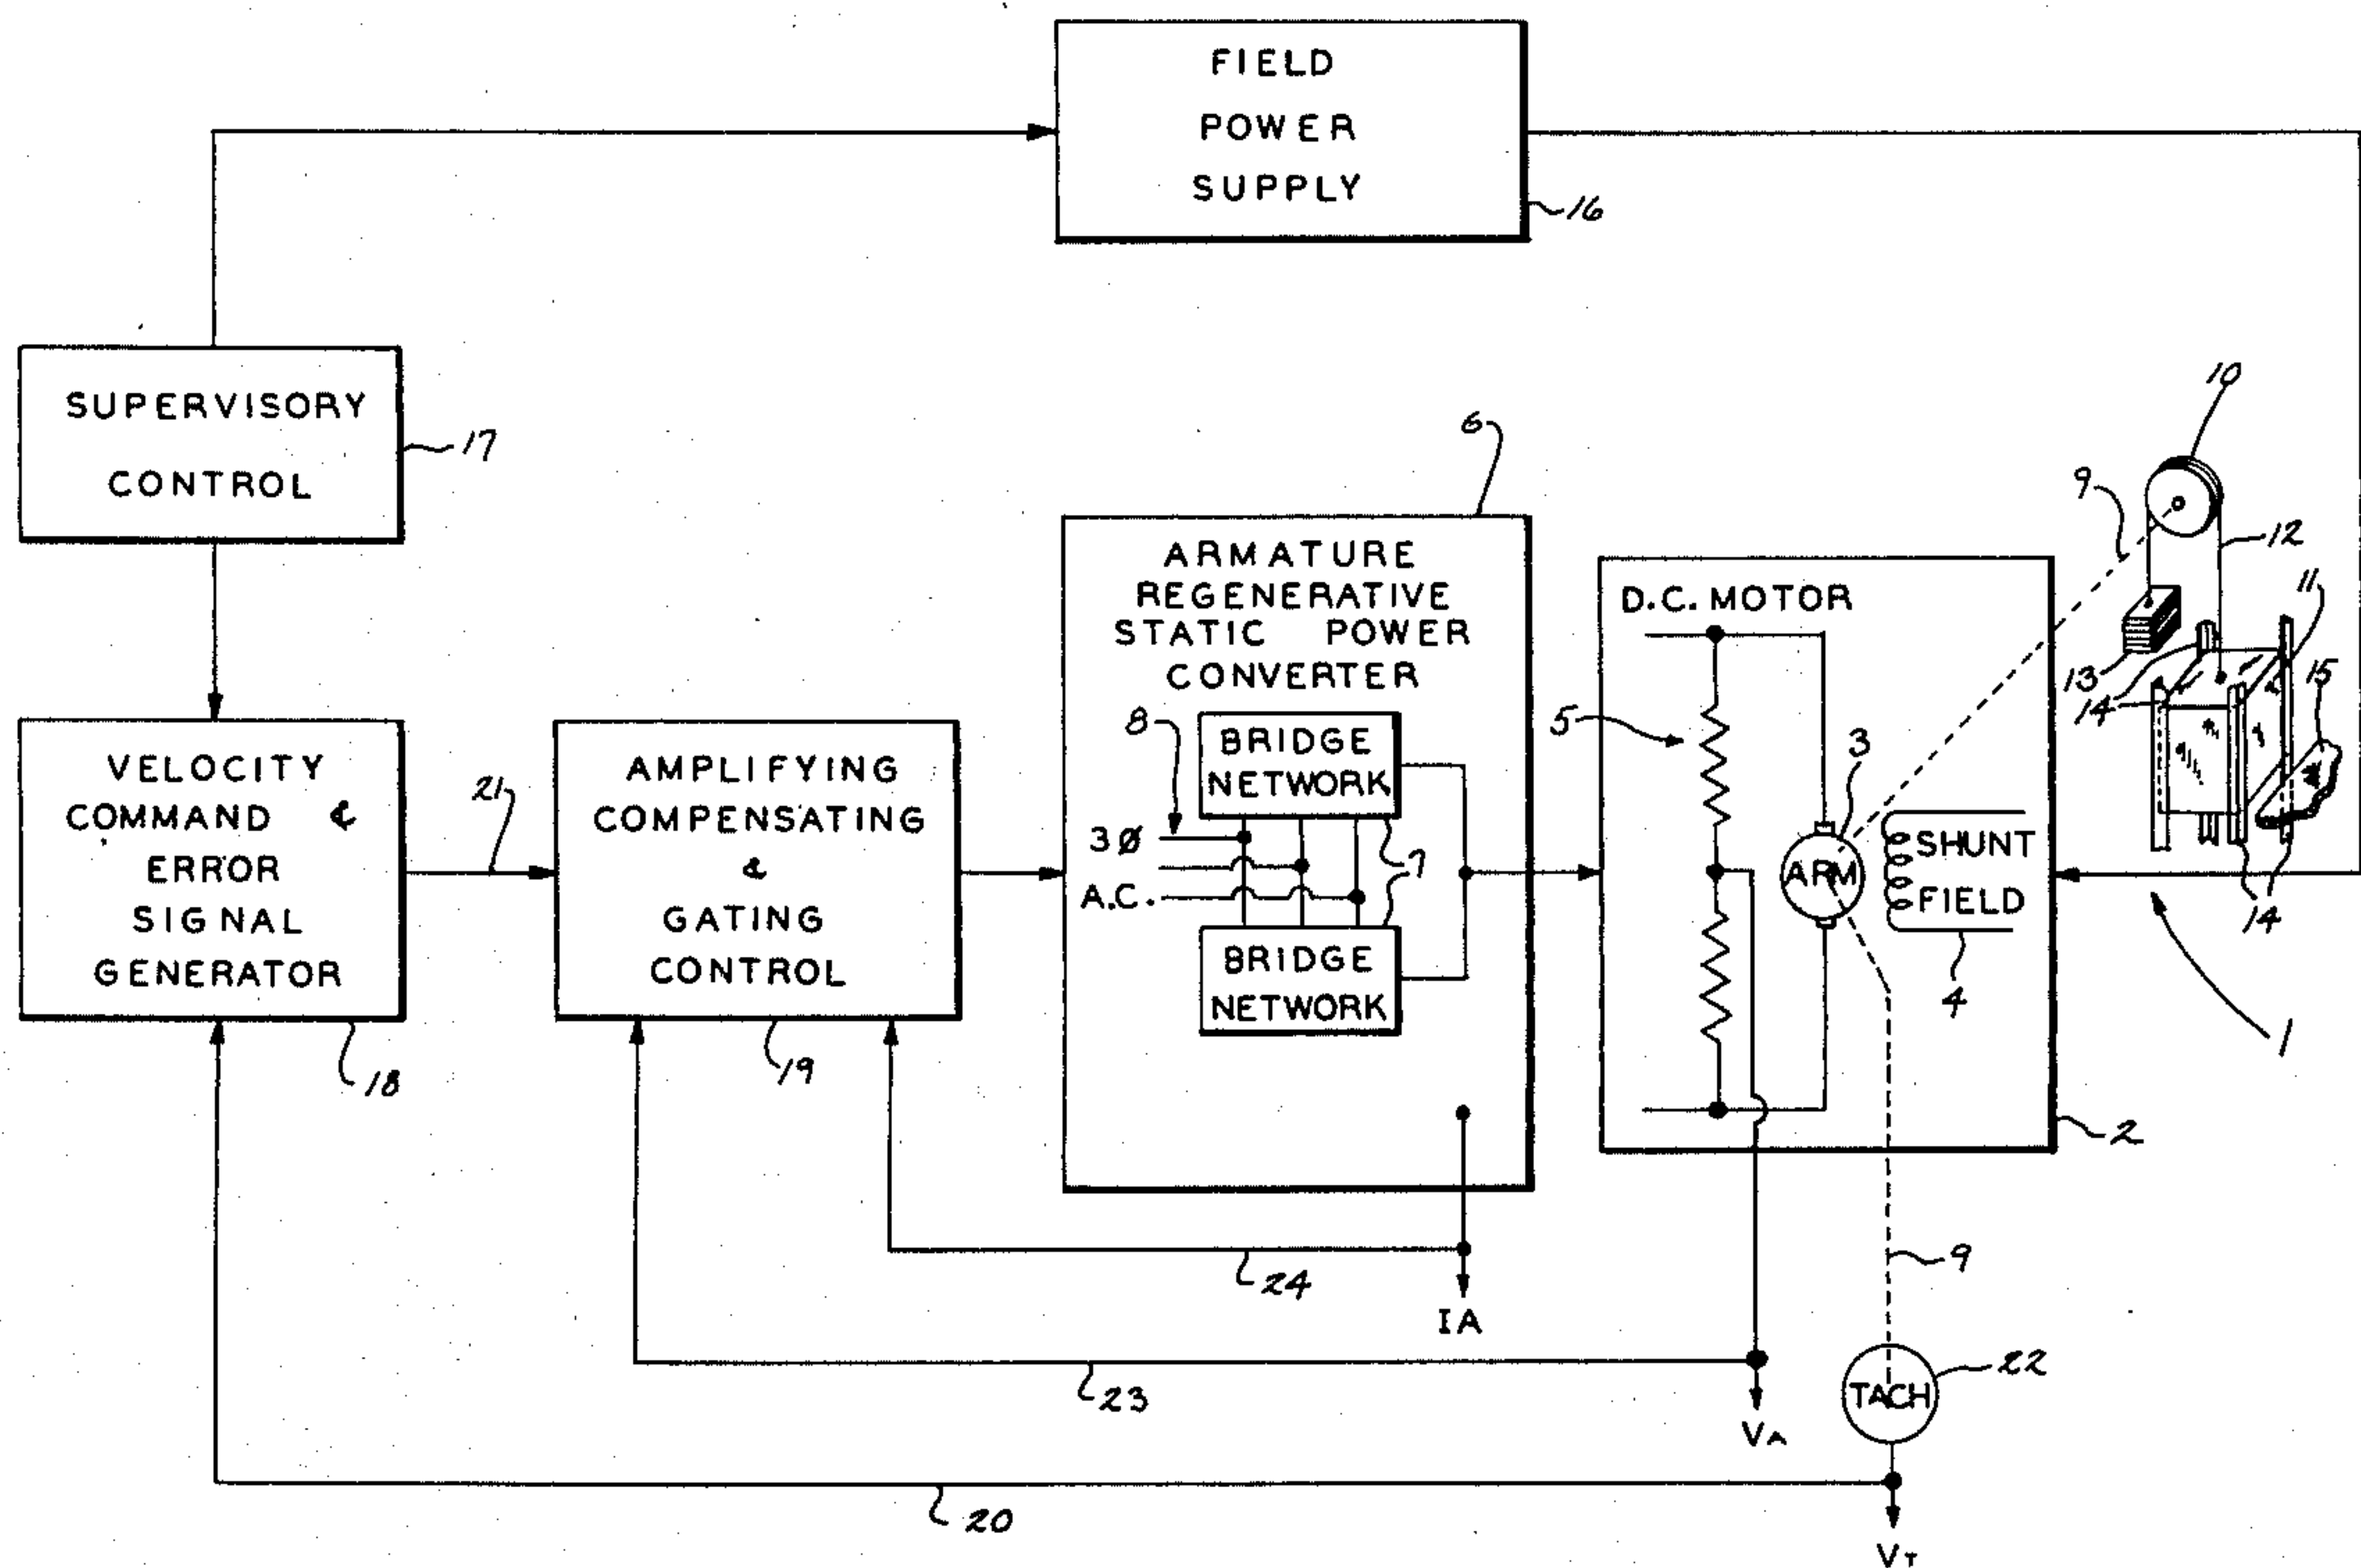 FIELD
POWER
SUPPLY
16
SUPERVISORY
CONTROL
17
VELOCITY
COMMAND &
ERROR
SIGNAL
GENERATOR
18
21
AMPLIFYING
COMPENSATING
&
GATING
CONTROL
19
6
ARMATURE
REGENERATIVE
STATIC POWER
CONVERTER
8
BRIDGE
NETWORK
3Ø
A.C.
7
BRIDGE
NETWORK
D.C. MOTOR
5
3
ARM
SHUNT
FIELD
4
2
10
9
12
11
13
14
15
14
1
24
IA
23
VA
9
TACH
22
20
VT